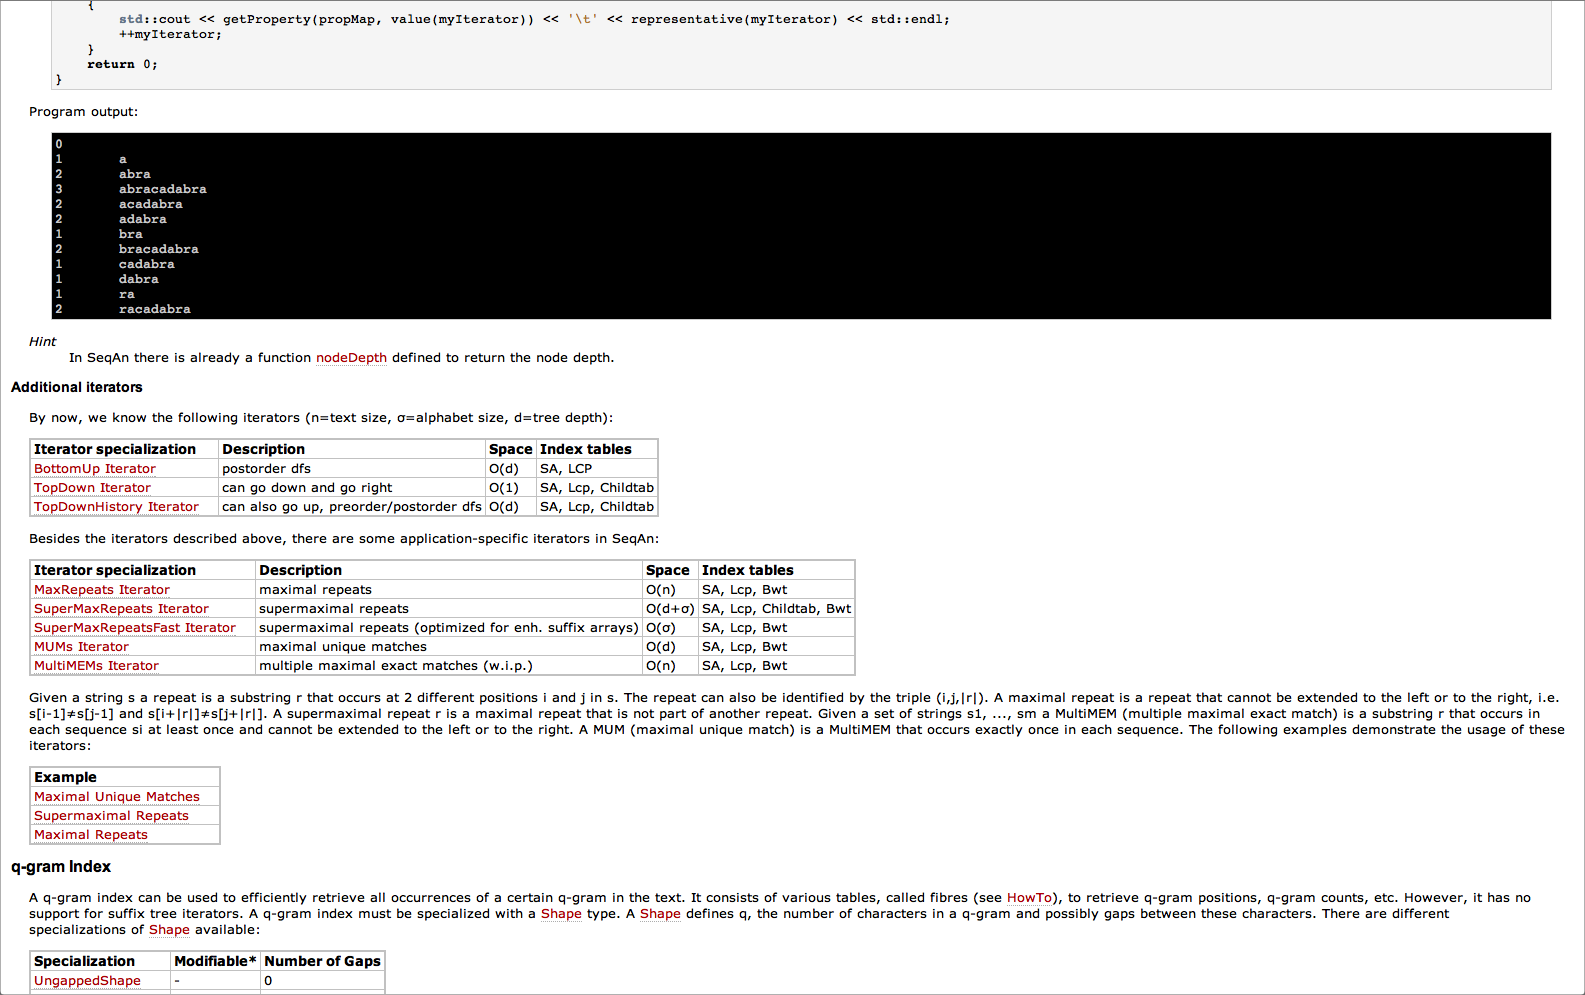 {
std::cout << getProperty(propMap, value(myIterator)) << '\t' << representative(myIterator) << std::endl;
++myIterator;
}
return 0;
}
Program output:
0
1 a
2 abra
3 abracadabra
2 acadabra
2 adabra
1 bra
2 bracadabra
1 cadabra
1 dabra
1 ra
2 racadabra
Hint
In SeqAn there is already a function nodeDepth defined to return the node depth.
Additional iterators
By now, we know the following iterators (n=text size, σ=alphabet size, d=tree depth):
Iterator specialization Description Space Index tables
BottomUp Iterator postorder dfs O(d) SA, LCP
TopDown Iterator can go down and go right O(1) SA, Lcp, Childtab
TopDownHistory Iterator can also go up, preorder/postorder dfs O(d) SA, Lcp, Childtab
Besides the iterators described above, there are some application-specific iterators in SeqAn:
Iterator specialization Description Space Index tables
MaxRepeats Iterator maximal repeats O(n) SA, Lcp, Bwt
SuperMaxRepeats Iterator supermaximal repeats O(d+σ) SA, Lcp, Childtab, Bwt
SuperMaxRepeatsFast Iterator supermaximal repeats (optimized for enh. suffix arrays) O(σ) SA, Lcp, Bwt
MUMs Iterator maximal unique matches O(d) SA, Lcp, Bwt
MultiMEMs Iterator multiple maximal exact matches (w.i.p.) O(n) SA, Lcp, Bwt
Given a string s a repeat is a substring r that occurs at 2 different positions i and j in s. The repeat can also be identified by the triple (i,j,|r|). A maximal repeat is a repeat that cannot be extended to the left or to the right, i.e.
s[i-1]≠s[j-1] and s[i+|r|]≠s[j+|r|]. A supermaximal repeat r is a maximal repeat that is not part of another repeat. Given a set of strings s1, ..., sm a MultiMEM (multiple maximal exact match) is a substring r that occurs in
each sequence si at least once and cannot be extended to the left or to the right. A MUM (maximal unique match) is a MultiMEM that occurs exactly once in each sequence. The following examples demonstrate the usage of these
iterators:
Example
Maximal Unique Matches
Supermaximal Repeats
Maximal Repeats
q-gram Index
A q-gram index can be used to efficiently retrieve all occurrences of a certain q-gram in the text. It consists of various tables, called fibres (see HowTo), to retrieve q-gram positions, q-gram counts, etc. However, it has no
support for suffix tree iterators. A q-gram index must be specialized with a Shape type. A Shape defines q, the number of characters in a q-gram and possibly gaps between these characters. There are different
specializations of Shape available:
Specialization Modifiable* Number of Gaps
UngappedShape - 0